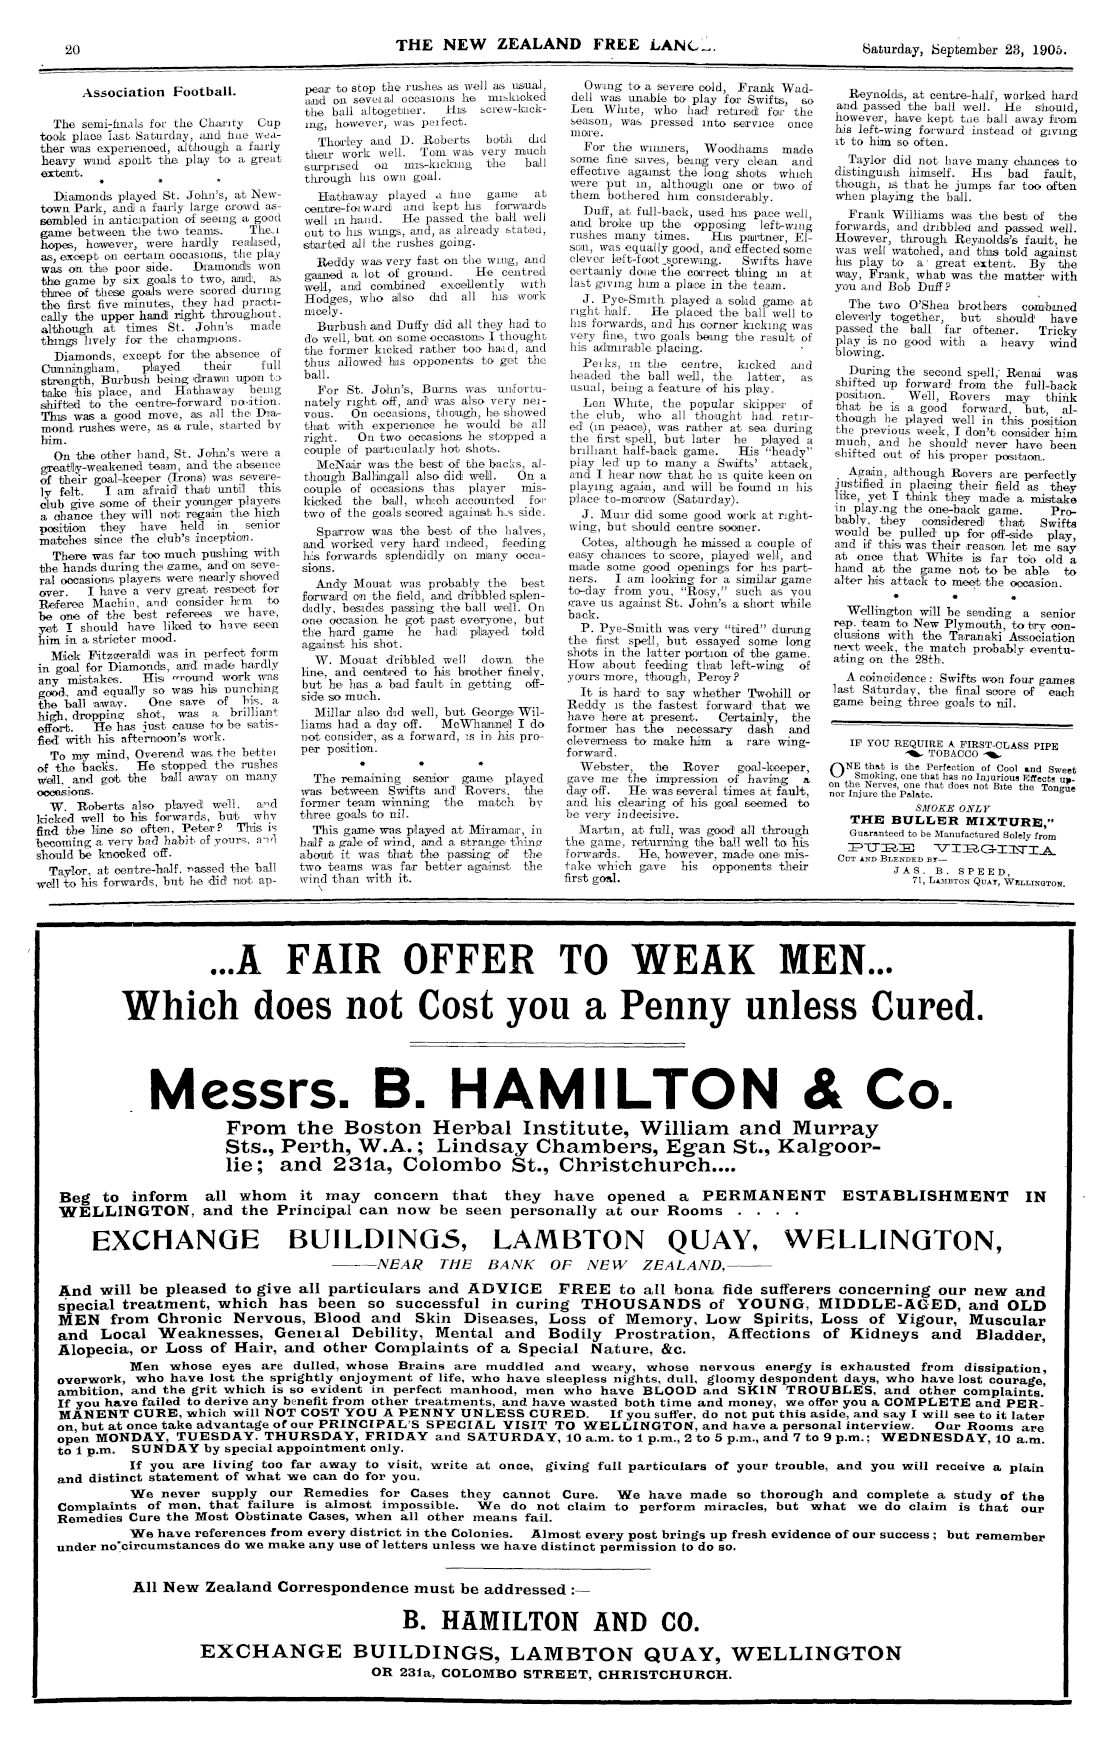 20
THE NEW ZEALAND FREE LANCE.
Saturday, September 23, 1905.
Association Football.
The semi-finals for the Charity Cup
took place last Saturday, and fine wea-
ther was experienced, although a fairly
heavy wind spoilt the play to a great
extent.
* * *
Diamonds played St. John's, at New-
town Park, and a fairly large crowd as-
sembled in anticipation of seeing a good
game between the two teams. Their
hopes, however, were hardly realised,
as, except on certain occasions, the play
was on the poor side. Diamonds won
the game by six goals to two, and, as
three of these goals were scored during
the first five minutes, they had practi-
cally the upper hand right throughout,
although at times St. John's made
things lively for the champions.
Diamonds, except for the absence of
Cunningham, played their full
strength, Burbush being drawn upon to
take his place, and Hathaway being
shifted to the centre-forward position.
This was a good move, as all the Dia-
mond rushes were, as a rule, started by
him.
On the other hand, St. John's were a
greatly-weakened team, and the absence
of their goal-keeper (Irons) was severe-
ly felt. I am afraid that until this
club give some of their younger players
a chance they will not regain the high
position they have held in senior
matches since the club's inception.
There was far too much pushing with
the hands during the game, and on seve-
ral occasions players were nearly shoved
over. I have a very great respect for
Referee Machin, and consider him to
be one of the best referees we have,
yet I should have liked to have seen
him in a stricter mood.
Mick Fitzgerald was in perfect form
in goal for Diamonds, and made hardly
any mistakes. His ground work was
good, and equally so was his punching
the ball away. One save of his, a
high, dropping shot, was a brilliant
effort. He has just cause to be satis-
fied with his afternoon's work.
To my mind, Overend was the better
of the backs. He stopped the rushes
well, and got the ball away on many
occasions.
W. Roberts also played well, and
kicked well to his forwards, but why
find the line so often, Peter? This is
becoming a very bad habit of yours, and
should be knocked off.
Taylor, at centre-half, passed the ball
well to his forwards, but he did not ap-
pear to stop the rushes as well as usual,
and on several occasions he miskicked
the ball altogether. His screw-kick-
ing, however, was perfect.
Thorley and D. Roberts both did
their work well. Tom was very much
surprised on mis-kicking the ball
through his own goal.
Hathaway played a fine game at
centre-forward and kept his forwards
well in hand. He passed the ball well
out to his wings, and, as already stated,
started all the rushes going.
Reddy was very fast on the wing, and
gained a lot of ground. He centred
well, and combined excellently with
Hodges, who also did all his work
nicely.
Burbush and Duffy did all they had to
do well, but on some occasions I thought
the former kicked rather too hard, and
thus allowed his opponents to get the
ball.
For St. John's, Burns was unfortu-
nately right off, and was also very ner-
vous. On occasions, though, he showed
that with experience he would be all
right. On two occasions he stopped a
couple of particularly hot shots.
McNair was the best of the backs, al-
though Ballingall also did well. On a
couple of occasions this player mis-
kicked the ball, which accounted for
two of the goals scored against his side.
Sparrow was the best of the halves,
and worked very hard indeed, feeding
his forwards splendidly on many occa-
sions.
Andy Mouat was probably the best
forward on the field, and dribbled splen-
didly, besides passing the ball well. On
one occasion he got past everyone, but
the hard game he had played told
against his shot.
W. Mouat dribbled well down the
line, and centred to his brother finely,
but he has a bad fault in getting off-
side so much.
Millar also did well, but George Wil-
liams had a day off. McWhannell I do
not consider, as a forward, is in his pro-
per position.
* * *
The remaining senior game played
was between Swifts and Rovers, the
former team winning the match by
three goals to nil.
This game was played at Miramar, in
half a gale of wind, and a strange thing
about it was that the passing of the
two teams was far better against the
wind than with it.
Owing to a severe cold, Frank Wad-
dell was unable to play for Swifts, so
Len White, who had retired for the
season, was pressed into service once
more.
For the winners, Woodhams made
some fine saves, being very clean and
effective against the long shots which
were put in, although one or two of
them bothered him considerably.
Duff, at full-back, used his pace well,
and broke up the opposing left-wing
rushes many times. His partner, El-
son, was equally good, and effected some
clever left-foot screwing. Swifts have
certainly done the correct thing in at
last giving him a place in the team.
J. Pye-Smith played a solid game at
right half. He placed the ball well to
his forwards, and his corner kicking was
very fine, two goals being the result of
his admirable placing.
Perks, in the centre, kicked and
headed the ball well, the latter, as
usual, being a feature of his play.
Len White, the popular skipper of
the club, who all thought had retir-
ed (in peace), was rather at sea during
the first spell, but later he played a
brilliant half-back game. His "heady"
play led up to many a Swifts' attack,
and I hear now that he is quite keen on
playing again, and will be found in his
place to-morrow (Saturday).
J. Muir did some good work at right-
wing, but should centre sooner.
Cotes, although he missed a couple of
easy chances to score, played well, and
made some good openings for his part-
ners. I am looking for a similar game
to-day from you, "Rosy," such as you
gave us against St. John's a short while
back.
P. Pye-Smith was very "tired" during
the first spell, but essayed some long
shots in the latter portion of the game.
How about feeding that left-wing of
yours more, though, Percy?
It is hard to say whether Twohill or
Reddy is the fastest forward that we
have here at present. Certainly, the
former has the necessary dash and
cleverness to make him a rare wing-
forward.
Webster, the Rover goal-keeper,
gave me the impression of having a
day off. He was several times at fault,
and his clearing of his goal seemed to
be very indecisive.
Martin, at full, was good all through
the game, returning the ball well to his
forwards. He, however, made one mis-
take which gave his opponents their
first goal.
Reynolds, at centre-half, worked hard
and passed the ball well. He should,
however, have kept the ball away from
his left-wing forward instead of giving
it to him so often.
Taylor did not have many chances to
distinguish himself. His bad fault,
though, is that he jumps far too often
when playing the ball.
Frank Williams was the best of the
forwards, and dribbled and passed well.
However, through Reynold's fault, he
was well watched, and this told against
his play to a great extent. By the
way, Frank, what was the matter with
you and Bob Duff?
The two O'Shea brothers combined
cleverly together, but should have
passed the ball far oftener. Tricky
play is no good with a heavy wind
blowing.
During the second spell, Renai was
shifted up forward from the full-back
position. Well, Rovers may think
that he is a good forward, but, al-
though he played well in this position
the previous week, I don't consider him
much, and he should never have been
shifted out of his proper position.
Again, although Rovers are perfectly
justified in placing their field as they
like, yet I think they made a mistake
in playing the one-back game. Pro-
bably, they considered that Swifts
would be pulled up for off-side play,
and if this was their reason let me say
at once that White is far too old a
hand at the game not to be able to
alter his attack to meet the occasion.
* * *
Wellington will be sending a senior
rep. team to New Plymouth, to try con-
clusions with the Taranaki Association
next week, the match probably eventu-
ating on the 28th.
A coincidence: Swifts won four games
last Saturday, the final score of each
game being three goals to nil.
IF YOU REQUIRE A FIRST-CLASS PIPE
TOBACCO
ONE that is the Perfection of Cool and Sweet
Smoking, one that has no Injurious Effects up-
on the Nerves, one that does not Bite the Tongue
nor Injure the Palate.
SMOKE ONLY
THE BULLER MIXTURE,"
Guaranteed to be Manufactured Solely from
PURE VIRGINIA
CUT AND BLENDED BY—
JAS. B. SPEED,
71, LAMBTON QUAY, WELLINGTON.
...A FAIR OFFER TO WEAK MEN...
Which does not Cost you a Penny unless Cured.
Messrs. B. HAMILTON & Co.
From the Boston Herbal Institute, William and Murray
Sts., Perth, W.A.; Lindsay Chambers, Egan St., Kalgoor-
lie; and 231a, Colombo St., Christchurch....
Beg to inform all whom it may concern that they have opened a PERMANENT ESTABLISHMENT IN
WELLINGTON, and the Principal can now be seen personally at our Rooms . . . .
EXCHANGE BUILDINGS, LAMBTON QUAY, WELLINGTON,
——NEAR THE BANK OF NEW ZEALAND,——
And will be pleased to give all particulars and ADVICE FREE to all bona fide sufferers concerning our new and
special treatment, which has been so successful in curing THOUSANDS of YOUNG, MIDDLE-AGED, and OLD
MEN from Chronic Nervous, Blood and Skin Diseases, Loss of Memory, Low Spirits, Loss of Vigour, Muscular
and Local Weaknesses, General Debility, Mental and Bodily Prostration, Affections of Kidneys and Bladder,
Alopecia, or Loss of Hair, and other Complaints of a Special Nature, &c.
Men whose eyes are dulled, whose Brains are muddled and weary, whose nervous energy is exhausted from dissipation,
overwork, who have lost the sprightly enjoyment of life, who have sleepless nights, dull, gloomy despondent days, who have lost courage,
ambition, and the grit which is so evident in perfect manhood, men who have BLOOD and SKIN TROUBLES, and other complaints.
If you have failed to derive any benefit from other treatments, and have wasted both time and money, we offer you a COMPLETE and PER-
MANENT CURE, which will NOT COST YOU A PENNY UNLESS CURED. If you suffer, do not put this aside, and say I will see to it later
on, but at once take advantage of our PRINCIPAL'S SPECIAL VISIT TO WELLINGTON, and have a personal interview. Our Rooms are
open MONDAY, TUESDAY, THURSDAY, FRIDAY and SATURDAY, 10 a.m. to 1 p.m., 2 to 5 p.m., and 7 to 9 p.m.; WEDNESDAY, 10 a.m.
to 1 p.m. SUNDAY by special appointment only.
If you are living too far away to visit, write at once, giving full particulars of your trouble, and you will receive a plain
and distinct statement of what we can do for you.
We never supply our Remedies for Cases they cannot Cure. We have made so thorough and complete a study of the
Complaints of men, that failure is almost impossible. We do not claim to perform miracles, but what we do claim is that our
Remedies Cure the Most Obstinate Cases, when all other means fail.
We have references from every district in the Colonies. Almost every post brings up fresh evidence of our success; but remember
under no circumstances do we make any use of letters unless we have distinct permission to do so.
All New Zealand Correspondence must be addressed:—
B. HAMILTON AND CO.
EXCHANGE BUILDINGS, LAMBTON QUAY, WELLINGTON
OR 231a, COLOMBO STREET, CHRISTCHURCH.